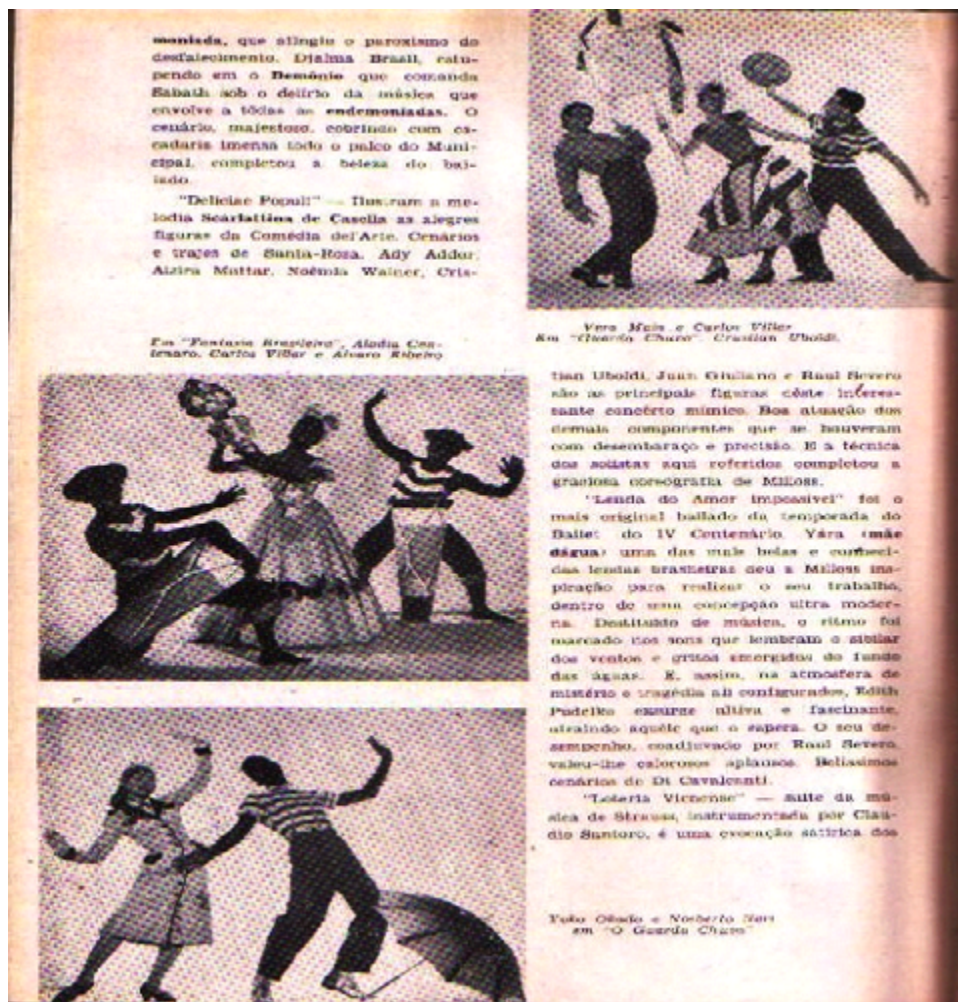 moníada, que atingiu o paroxismo do
desfalecimento. Djalma Brasil, estu-
pendo em o Demônio que comanda
Sabath sob o delírio da música que
envolve a tôdas as endemoniadas. O
cenário, majestoso, cobrindo com es-
cadaria imensa todo o palco do Muni-
cipal, completou a beleza do bai-
lado.
"Deliciae Populi" — Ilustram a me-
lodia Scarlattina de Casella as alegres
figuras da Comédia del'Arte. Cenários
e trajes de Santa-Rosa. Ady Addor,
Alzira Mattar, Noêmia Wainer, Cris-
Em "Fantasia Brasileira", Aladia Cen-
tenaro, Carlos Villar e Alvaro Ribeiro
Vera Maia e Carlos Villar
Em "Guarda Chuva", Cristian Uboldi,
tian Uboldi, Juan Giuliano e Raul Severo
são as principais figuras dêste interes-
sante concêrto mímico. Boa atuação dos
demais componentes que se houveram
com desembaraço e precisão. E a técnica
dos solistas aqui referidos completou a
graciosa coreografia de Milloss.
"Lenda do Amor impossível" foi o
mais original bailado da temporada do
Ballet do IV Centenário. Yára (mãe
dágua) uma das mais belas e conheci-
das lendas brasileiras deu a Milloss ins-
piração para realizar o seu trabalho,
dentro de uma concepção ultra moder-
na. Destituído de música, o ritmo foi
marcado nos sons que lembram o sibilar
dos ventos e gritos emergidos do fundo
das águas. E, assim, na atmosfera de
mistério e tragédia ali configurados, Edith
Pudelko exsurge altiva e fascinante,
atraindo aquêle que o espera. O seu de-
sempenho, coadjuvado por Raul Severo,
valeu-lhe calorosos aplausos. Belíssimos
cenários de Di Cavalcanti.
"Loteria Vienense" — suite da mú-
sica de Strauss, instrumentada por Cláu-
dio Santoro, é uma evocação satírica dos
Yoko Okada e Norberto
em "O Guarda Chuva"